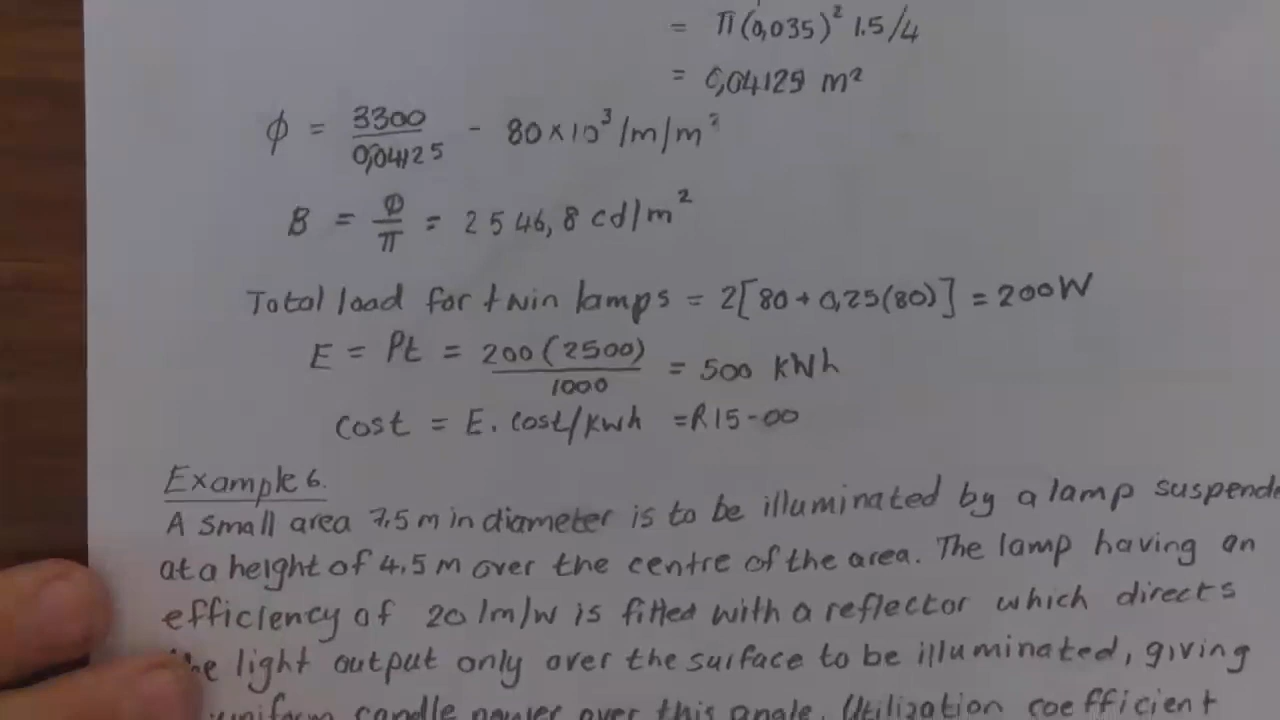 = π(0,035)² 1.5/4
= 0,04125 m²
φ = 3300/0,04125 - 80×10³ lm/m²
B = Φ/π = 2546,8 cd/m²
Total load for twin lamps = 2[80 + 0,25(80)] = 200W
E = Pt = 200(2500)/1000 = 500 kWh
cost = E. cost/kwh = R15-00
Example 6.
A small area 7.5 m in diameter is to be illuminated by a lamp suspende
at a height of 4.5 m over the centre of the area. The lamp having an
efficiency of 20 lm/w is fitted with a reflector which directs
the light output only over the surface to be illuminated, giving
uniform candle power over this angle. Utilization coefficient